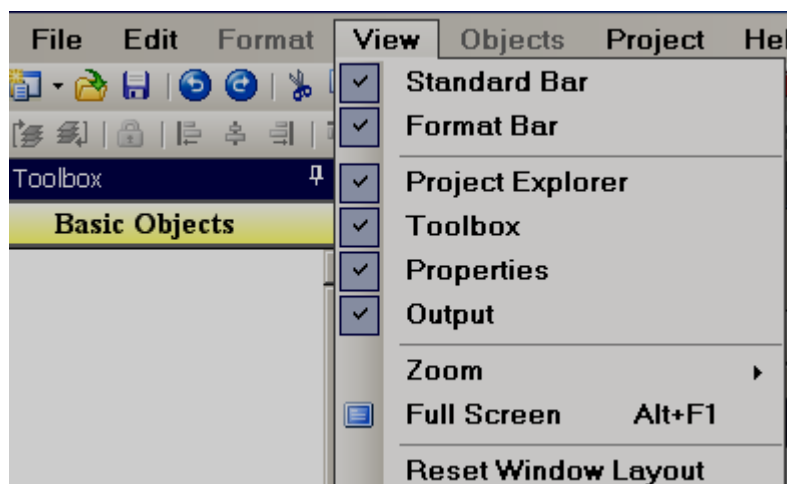 File Edit Format View Objects Project Hel
Standard Bar
Format Bar
Toolbox
Project Explorer
Basic Objects
Toolbox
Properties
Output
Zoom
Full Screen Alt+F1
Reset Window Layout